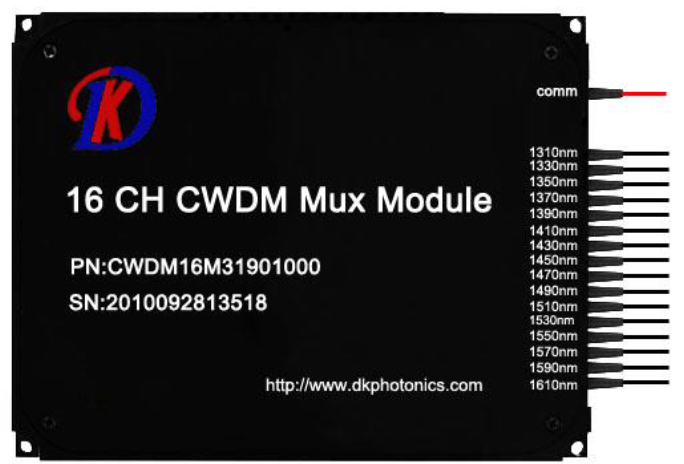 DK
comm
1310nm
1330nm
1350nm
1370nm
1390nm
1410nm
1430nm
1450nm
1470nm
1490nm
1510nm
1530nm
1550nm
1570nm
1590nm
1610nm
16 CH CWDM Mux Module
PN:CWDM16M31901000
SN:2010092813518
http://www.dkphotonics.com